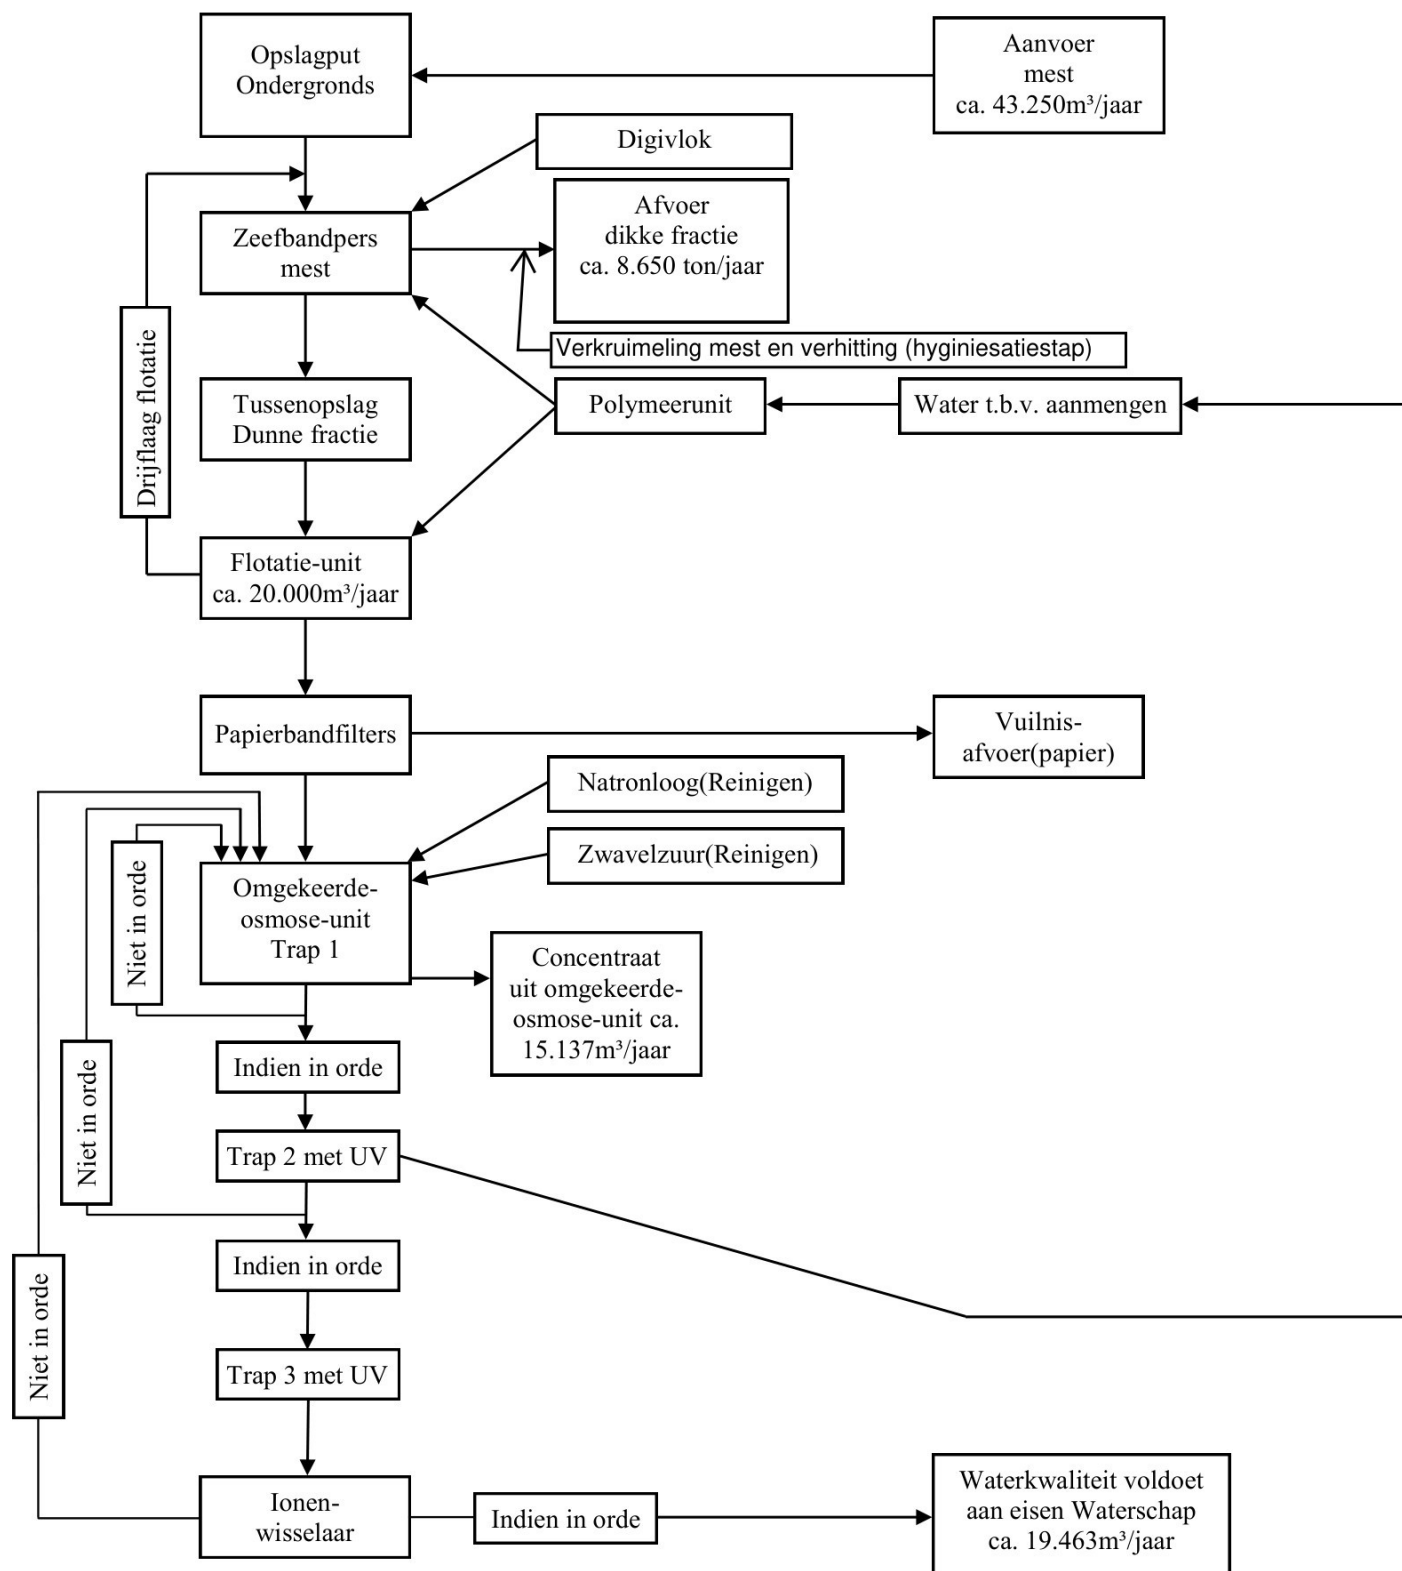 Opslagput
Ondergronds
Aanvoer
mest
ca. 43.250m³/jaar
Digivlok
Afvoer
dikke fractie
ca. 8.650 ton/jaar
Zeefbandpers
mest
Verkruimeling mest en verhitting (hyginiesatiestap)
Drijflaag flotatie
Tussenopslag
Dunne fractie
Polymeerunit
Water t.b.v. aanmengen
Flotatie-unit
ca. 20.000m³/jaar
Papierbandfilters
Vuilnis-
afvoer(papier)
Natronloog(Reinigen)
Zwavelzuur(Reinigen)
Niet in orde
Omgekeerde-
osmose-unit
Trap 1
Concentraat
uit omgekeerde-
osmose-unit ca.
15.137m³/jaar
Indien in orde
Niet in orde
Trap 2 met UV
Indien in orde
Niet in orde
Trap 3 met UV
Ionen-
wisselaar
Indien in orde
Waterkwaliteit voldoet
aan eisen Waterschap
ca. 19.463m³/jaar